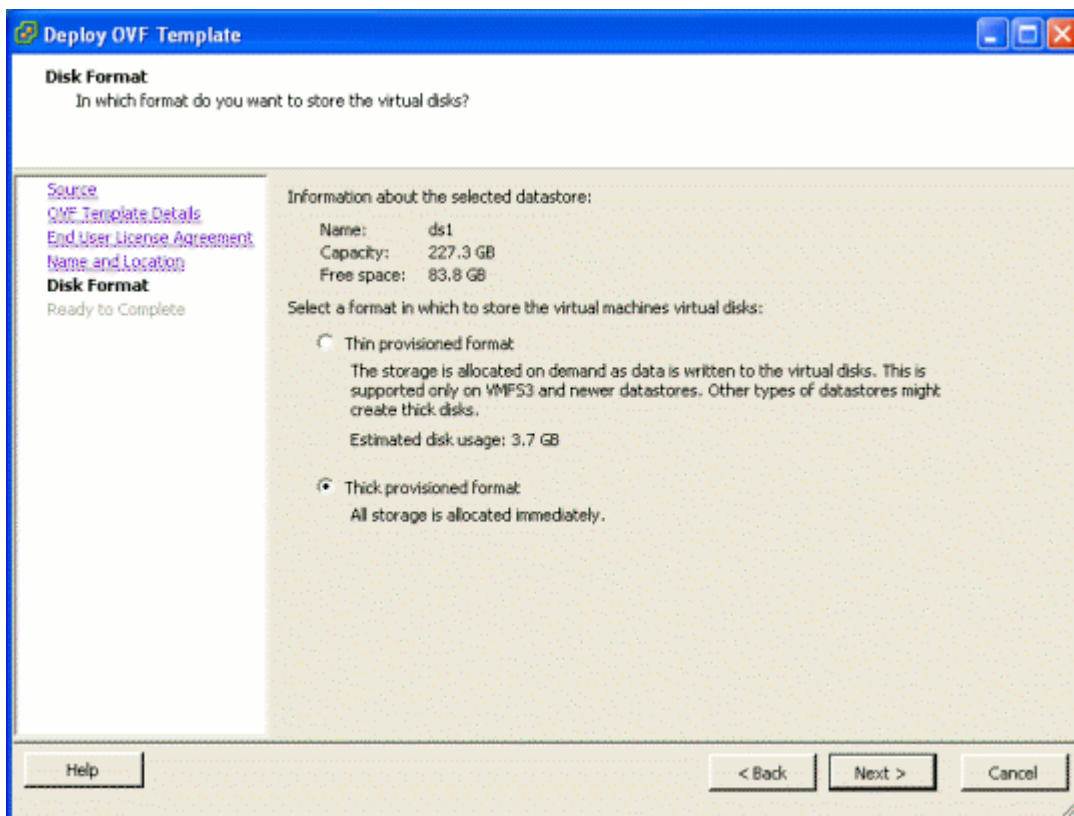 Deploy OVF Template
Disk Format
In which format do you want to store the virtual disks?
Source
OVF Template Details
End User License Agreement
Name and Location
Disk Format
Ready to Complete
Information about the selected datastore:
Name: ds1
Capacity: 227.3 GB
Free space: 83.8 GB
Select a format in which to store the virtual machines virtual disks:
Thin provisioned format
The storage is allocated on demand as data is written to the virtual disks. This is
supported only on VMFS3 and newer datastores. Other types of datastores might
create thick disks.
Estimated disk usage: 3.7 GB
Thick provisioned format
All storage is allocated immediately.
Help
< Back
Next >
Cancel